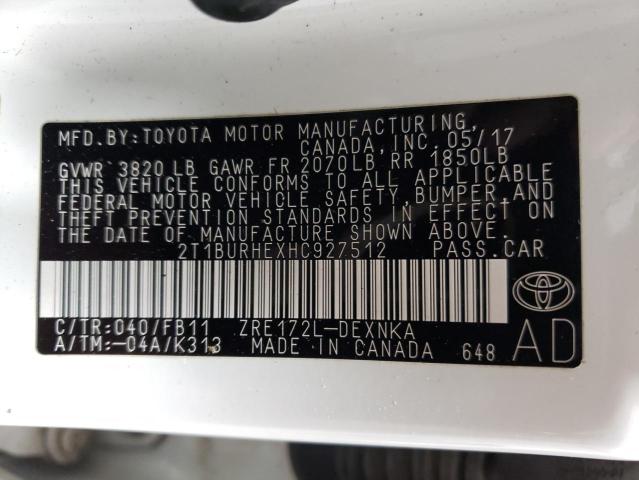 MFD.BY:TOYOTA MOTOR MANUFACTURING,
CANADA, INC. 05/17
GVWR 3820 LB GAWR FR 2070LB, RR 1850LB
THIS VEHICLE CONFORMS TO ALL APPLICABLE
FEDERAL MOTOR VEHICLE SAFETY, BUMPER, AND
THEFT PREVENTION STANDARDS IN EFFECT ON
THE DATE OF MANUFACTURE SHOWN ABOVE.
2T1BURHEXHC927512 PASS.CAR
C/TR:040/FB11 ZRE172L-DEXNKA
A/TM:-04A/K313 MADE IN CANADA 648
AD